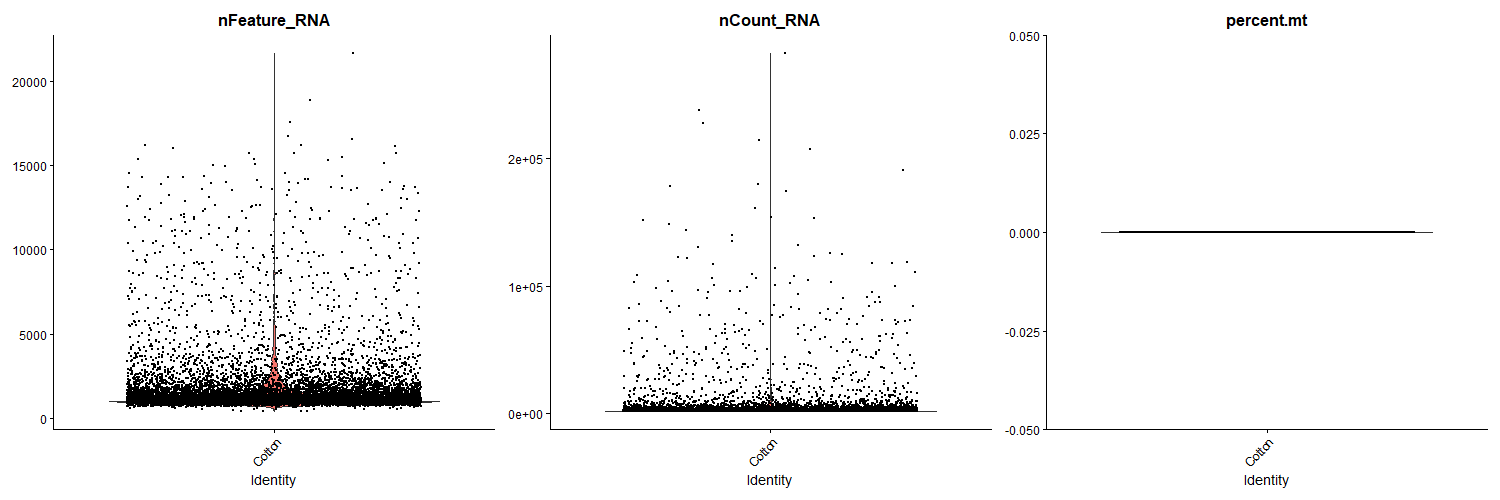 nFeature_RNA
20000
15000
10000
5000
0
Cotton
Identity
nCount_RNA
2e+05
1e+05
0e+00
Cotton
Identity
percent.mt
0.050
0.025
0.000
-0.025
-0.050
Cotton
Identity